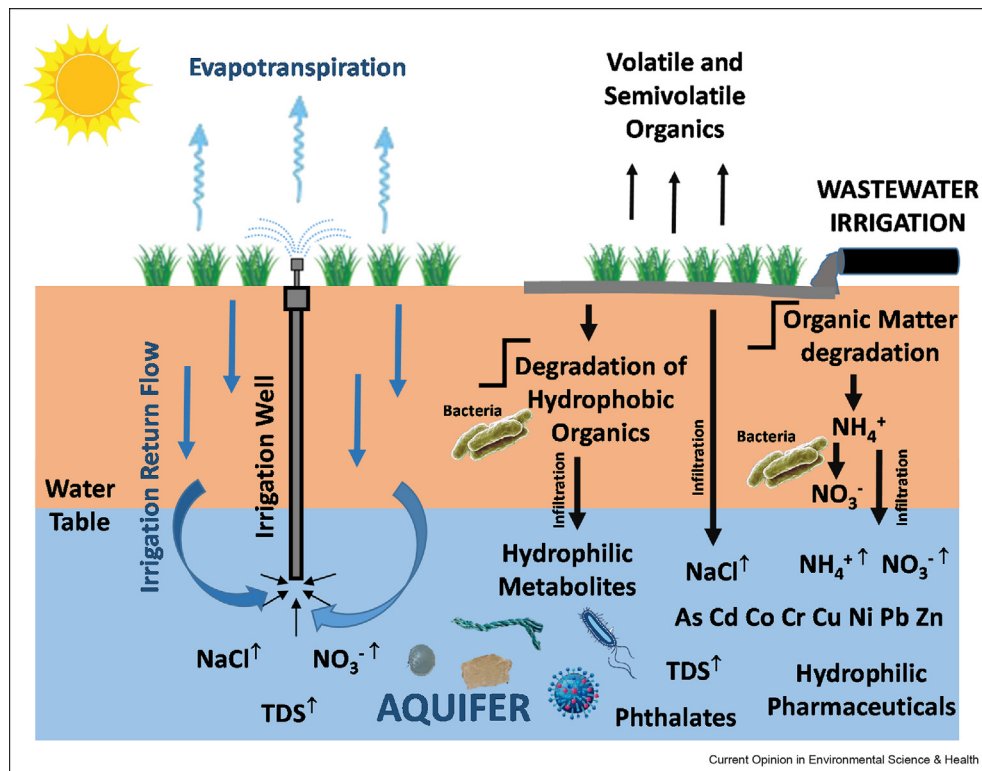 Evapotranspiration
Volatile and
Semivolatile
Organics
WASTEWATER
IRRIGATION
Irrigation Return Flow
Irrigation Well
Water
Table
Degradation of
Hydrophobic
Organics
Bacteria
Infiltration
Hydrophilic
Metabolites
Infiltration
NaCl↑
Organic Matter
degradation
NH₄⁺
Bacteria
NO₃⁻
Infiltration
NH₄⁺↑ NO₃⁻↑
As Cd Co Cr Cu Ni Pb Zn
NaCl↑ NO₃⁻↑
TDS↑
AQUIFER
TDS↑
Phthalates
Hydrophilic
Pharmaceuticals
Current Opinion in Environmental Science & Health